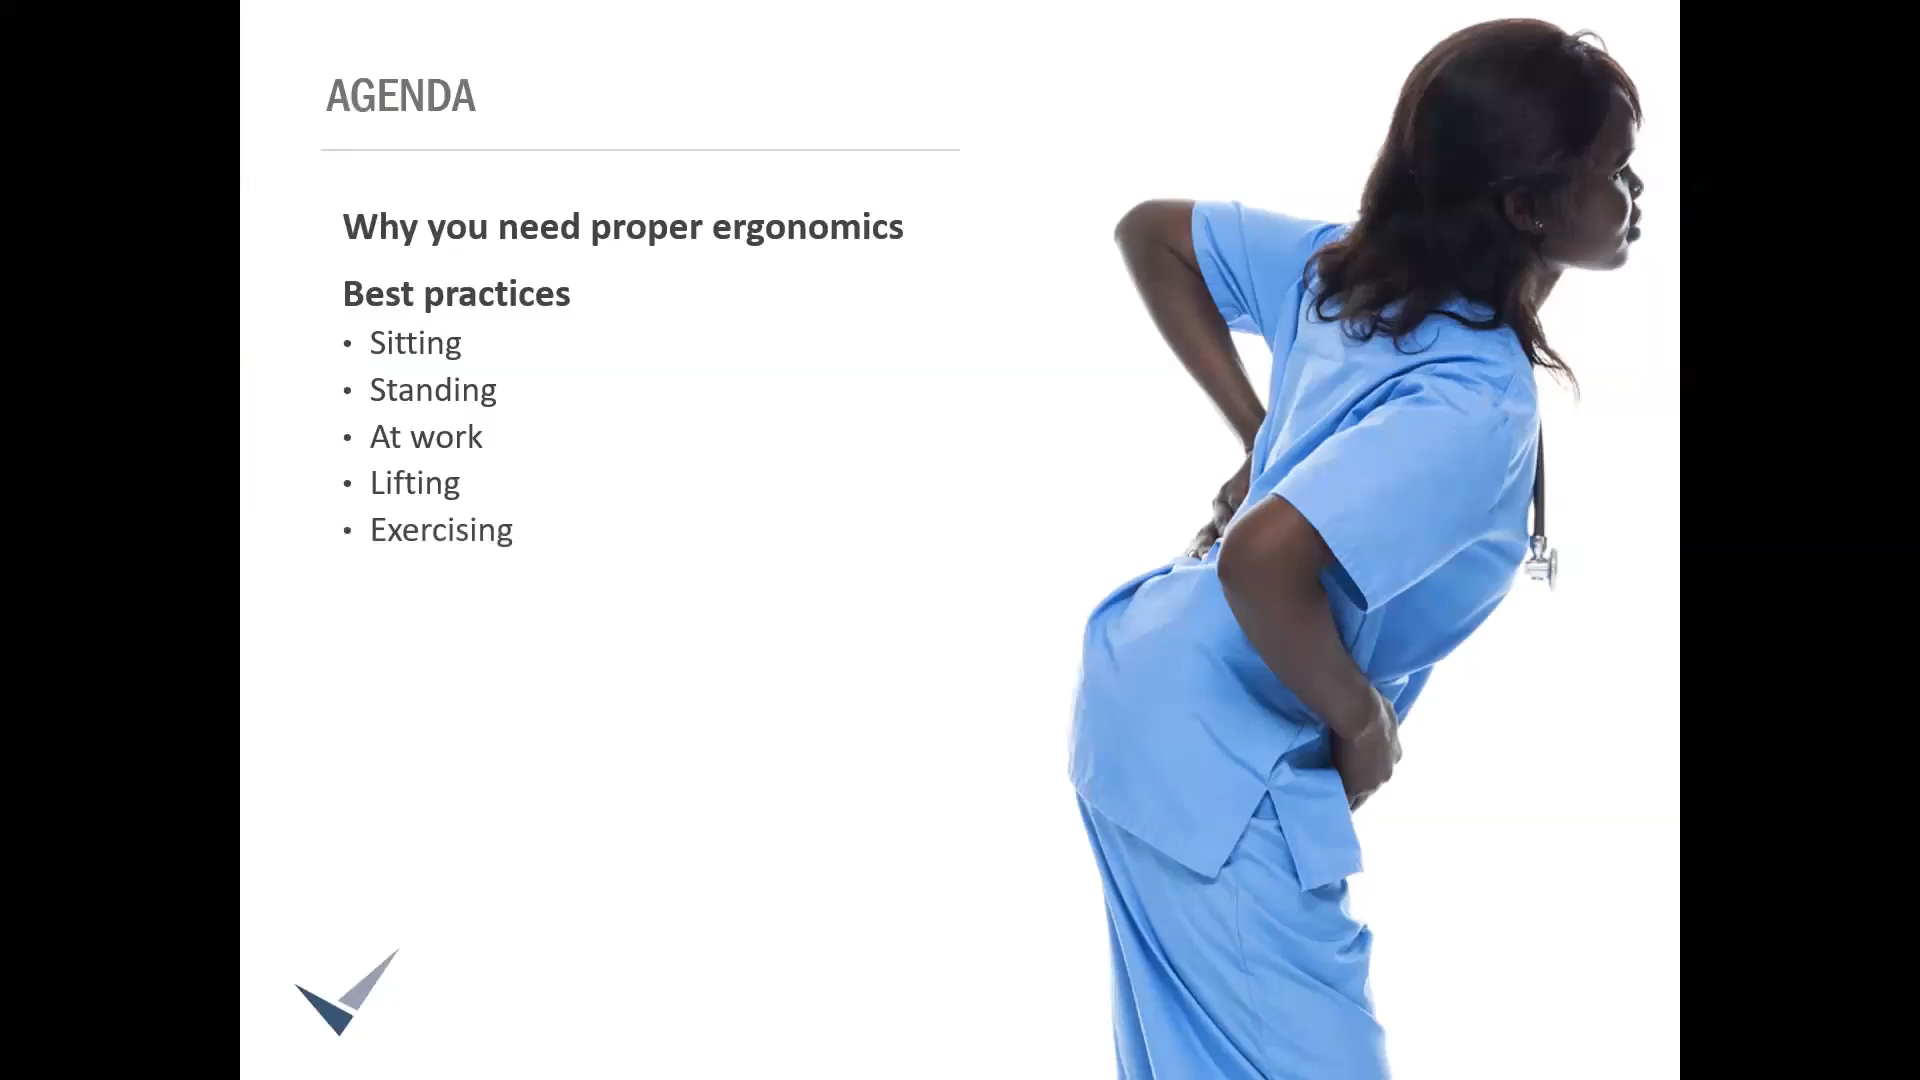 AGENDA
Why you need proper ergonomics
Best practices
• Sitting
• Standing
• At work
• Lifting
• Exercising